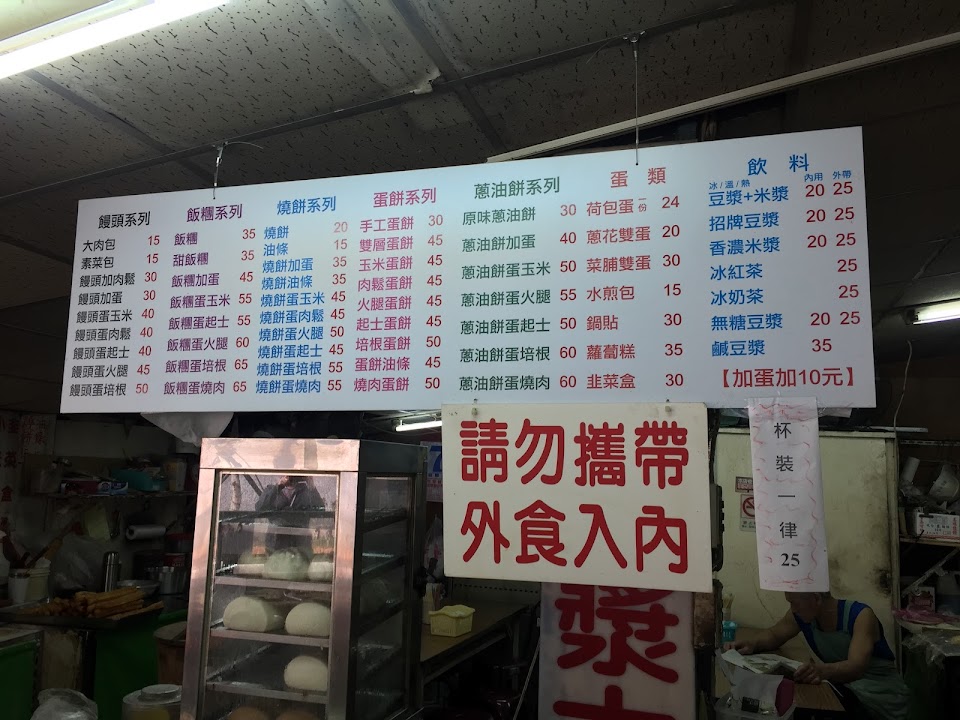 饅頭系列
大肉包 15
素菜包 15
饅頭加肉鬆 30
饅頭加蛋 30
饅頭蛋玉米 40
饅頭蛋肉鬆 40
饅頭蛋起士 40
饅頭蛋火腿 45
饅頭蛋培根 50
飯糰系列
飯糰 35
甜飯糰 35
飯糰加蛋 45
飯糰蛋玉米 55
飯糰蛋起士 55
飯糰蛋火腿 60
飯糰蛋培根 65
飯糰蛋燒肉 65
燒餅系列
燒餅 20
油條 15
燒餅加蛋 35
燒餅油條 35
燒餅蛋玉米 45
燒餅蛋肉鬆 45
燒餅蛋火腿 50
燒餅蛋起士 45
燒餅蛋培根 55
燒餅蛋燒肉 55
蛋餅系列
手工蛋餅 30
雙層蛋餅 45
玉米蛋餅 45
肉鬆蛋餅 45
火腿蛋餅 45
起士蛋餅 45
培根蛋餅 50
蛋餅油條 45
燒肉蛋餅 50
蔥油餅系列
原味蔥油餅 30
蔥油餅加蛋 40
蔥油餅蛋玉米 50
蔥油餅蛋火腿 55
蔥油餅蛋起士 50
蔥油餅蛋培根 60
蔥油餅蛋燒肉 60
蛋類
荷包蛋一份 24
蔥花雙蛋 20
菜脯雙蛋 30
水煎包 15
鍋貼 30
蘿蔔糕 35
韭菜盒 30
飲料
冰/溫/熱 內用 外帶
豆漿+米漿 20 25
招牌豆漿 20 25
香濃米漿 20 25
冰紅茶 25
冰奶茶 25
無糖豆漿 20 25
鹹豆漿 35
【加蛋加10元】
請勿攜帶
外食入內
杯裝一律25
漿